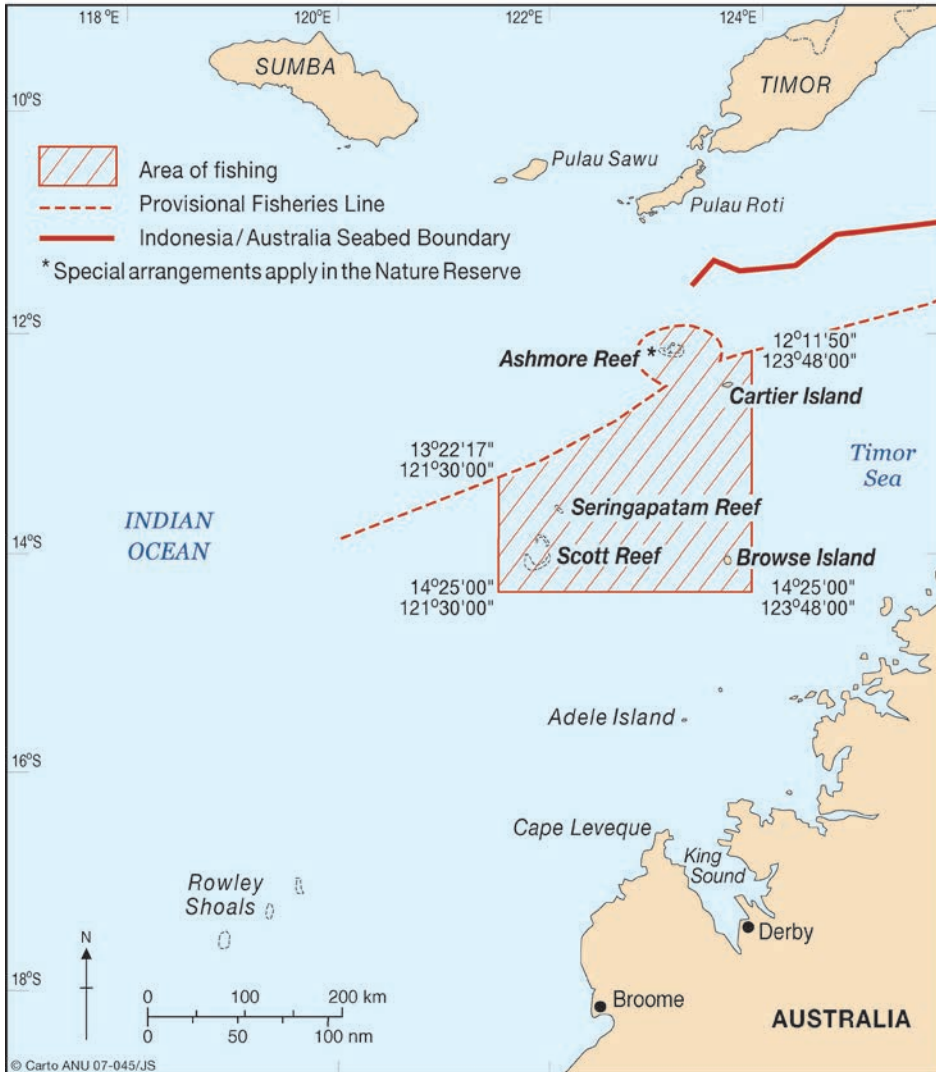 118°E
120°E
122°E
124°E
SUMBA
TIMOR
10°S
Pulau Sawu
Pulau Roti
Area of fishing
Provisional Fisheries Line
Indonesia/Australia Seabed Boundary
* Special arrangements apply in the Nature Reserve
12°S
12°11'50"
123°48'00"
Ashmore Reef *
Cartier Island
13°22'17"
121°30'00"
Timor
Sea
INDIAN
OCEAN
Seringapatam Reef
14°S
Scott Reef
Browse Island
14°25'00"
121°30'00"
14°25'00"
123°48'00"
Adele Island
16°S
Cape Leveque
King
Sound
Rowley
Shoals
Derby
N
18°S
0 100 200 km
0 50 100 nm
Broome
AUSTRALIA
© Carto ANU 07-045/JS